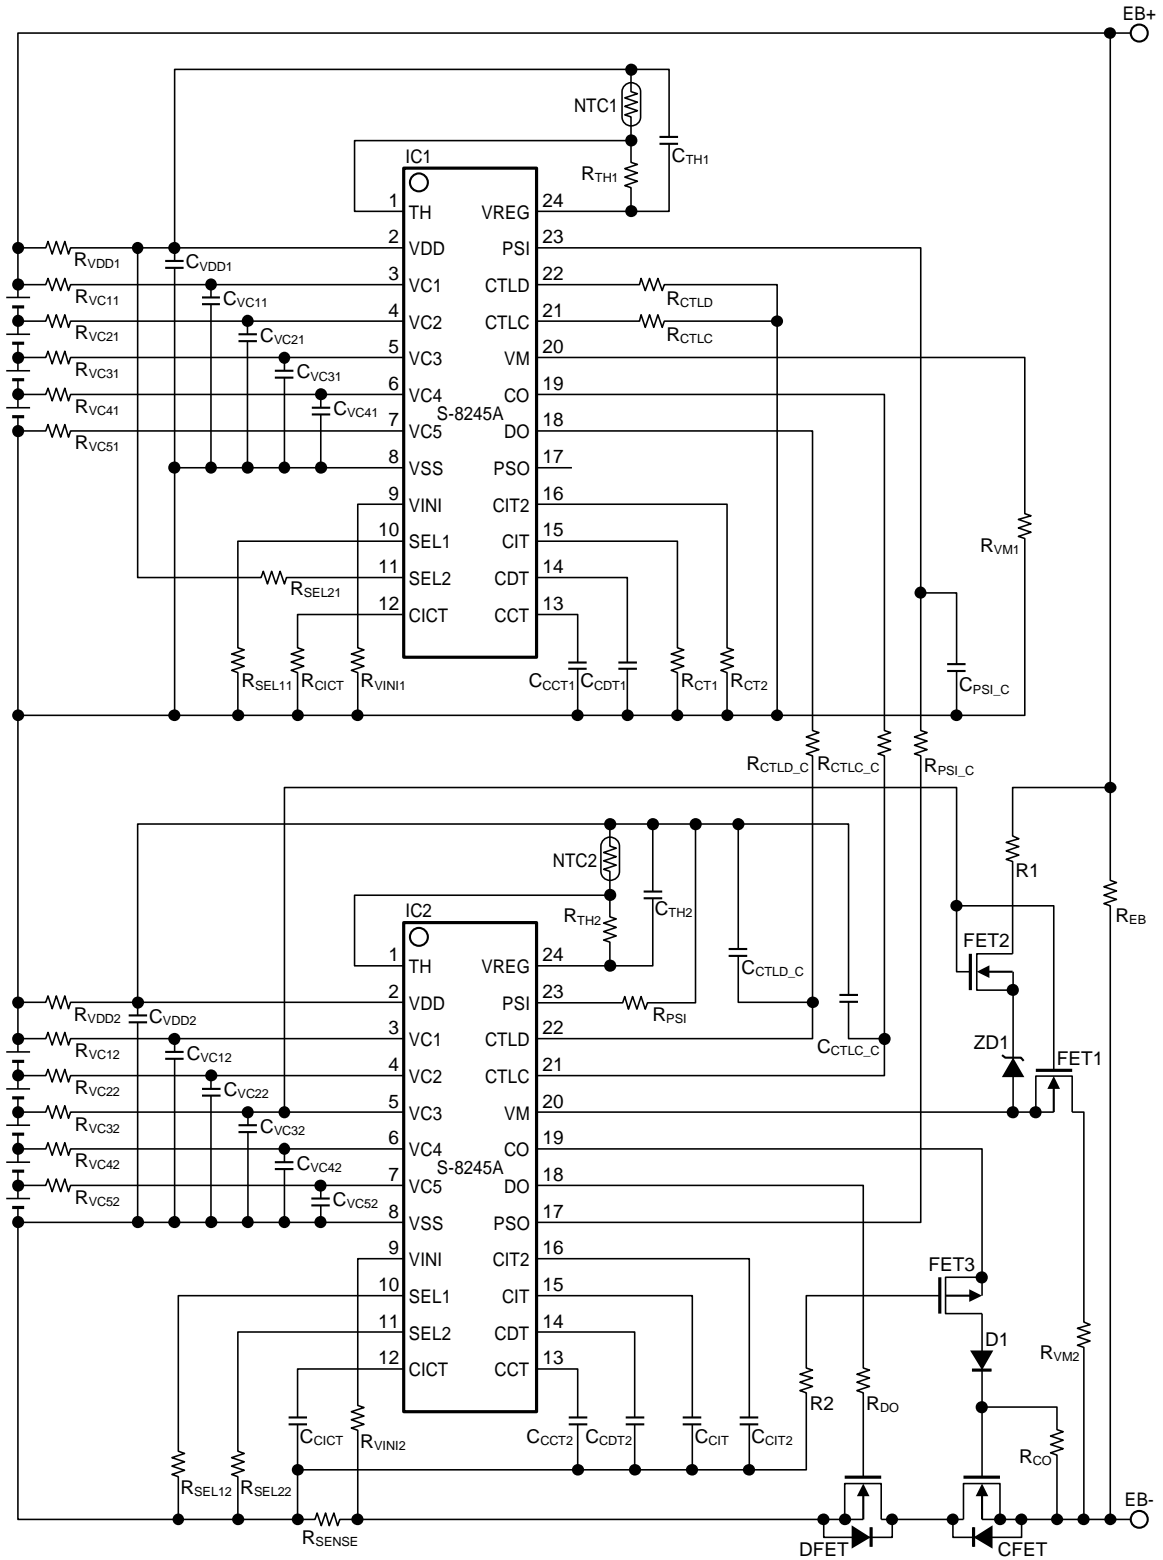 EB+
NTC1
CTH1
RTH1
IC1
1 TH VREG 24
2 VDD PSI 23
3 VC1 CTLD 22
4 VC2 CTLC 21
5 VC3 VM 20
6 VC4 CO 19
S-8245A
7 VC5 DO 18
8 VSS PSO 17
9 VINI CIT2 16
10 SEL1 CIT 15
11 SEL2 CDT 14
12 CICT CCT 13
RVDD1 CVDD1
RVC11 CVC11
RVC21 CVC21
RVC31 CVC31
RVC41 CVC41
RVC51
RCTLD
RCTLC
RVM1
RSEL21
RSEL11 RCICT RVINI1 CCCT1 CCDT1 RCT1 RCT2 CPSI_C
RCTLD_C RCTLC_C RPSI_C
NTC2
CTH2
RTH2
CCTLD_C
R1
REB
FET2
IC2
1 TH VREG 24
2 VDD PSI 23
3 VC1 CTLD 22
4 VC2 CTLC 21
5 VC3 VM 20
6 VC4 CO 19
S-8245A
7 VC5 DO 18
8 VSS PSO 17
9 VINI CIT2 16
10 SEL1 CIT 15
11 SEL2 CDT 14
12 CICT CCT 13
RVDD2 CVDD2
RVC12 CVC12
RVC22 CVC22
RVC32 CVC32
RVC42 CVC42
RVC52 CVC52
RPSI
CCTLC_C
ZD1
FET1
FET3
D1
RVM2
R2
RDO
RCO
CCICT RVINI2 CCCT2 CCDT2 CCIT CCIT2
RSEL12 RSEL22
RSENSE
DFET CFET
EB-